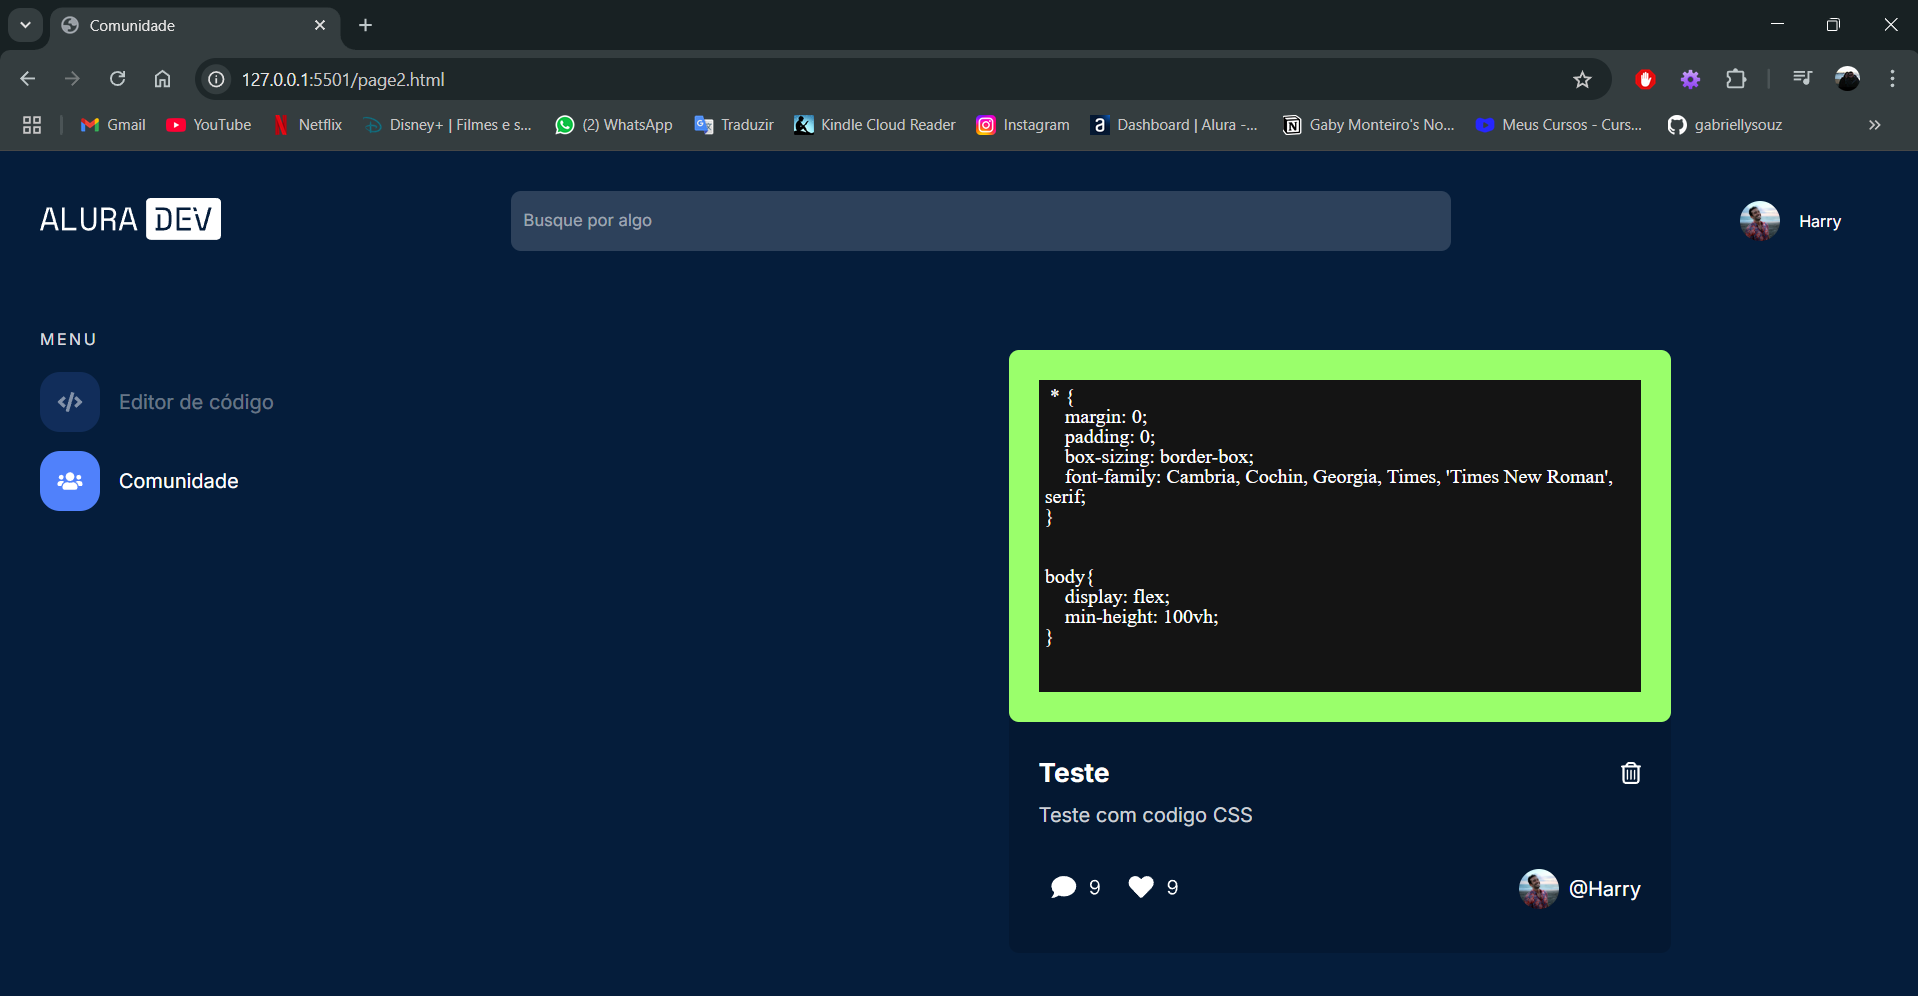 Comunidade
127.0.0.1:5501/page2.html
Gmail
YouTube
Netflix
Disney+ | Filmes e s...
(2) WhatsApp
Traduzir
Kindle Cloud Reader
Instagram
Dashboard | Alura -...
Gaby Monteiro's No...
Meus Cursos - Curs...
gabriellysouz
ALURA DEV
Busque por algo
Harry
MENU
Editor de código
Comunidade
* {
margin: 0;
padding: 0;
box-sizing: border-box;
font-family: Cambria, Cochin, Georgia, Times, 'Times New Roman',
serif;
}
body{
display: flex;
min-height: 100vh;
}
Teste
Teste com codigo CSS
9
9
@Harry